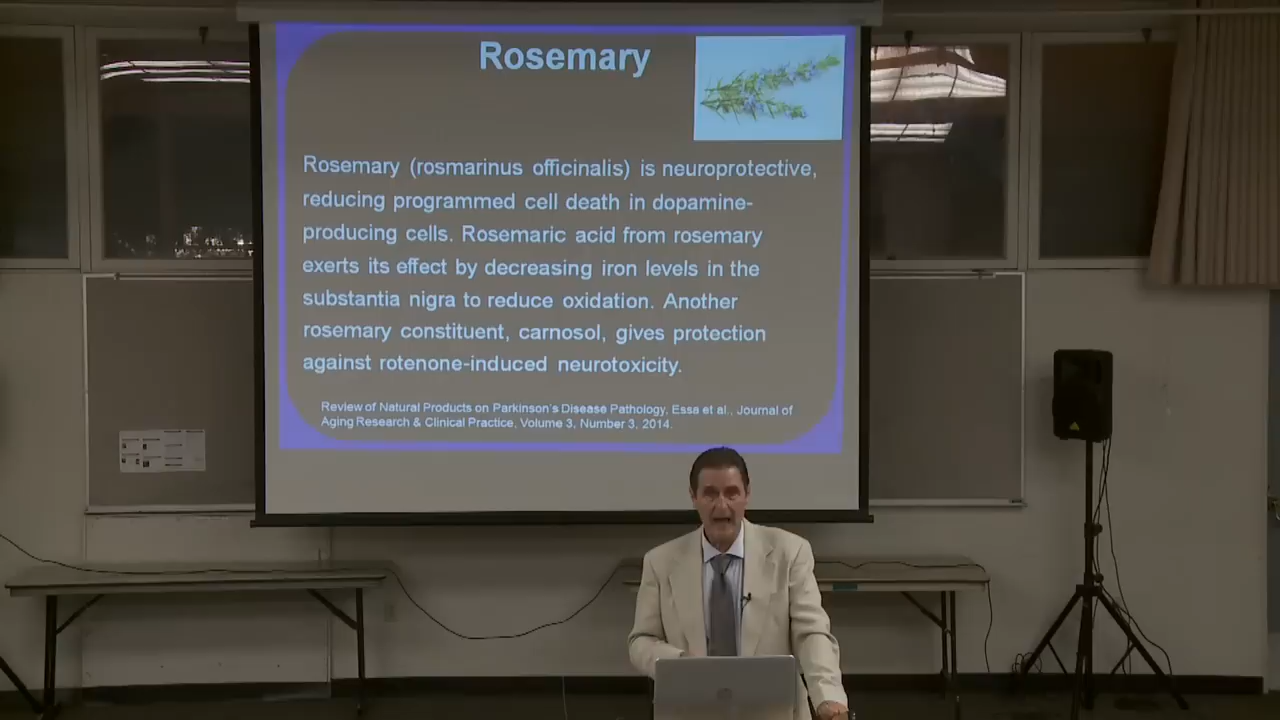 Rosemary
Rosemary (rosmarinus officinalis) is neuroprotective,
reducing programmed cell death in dopamine-
producing cells. Rosemaric acid from rosemary
exerts its effect by decreasing iron levels in the
substantia nigra to reduce oxidation. Another
rosemary constituent, carnosol, gives protection
against rotenone-induced neurotoxicity.
Review of Natural Products on Parkinson's Disease Pathology, Essa et al., Journal of
Aging Research & Clinical Practice, Volume 3, Number 3, 2014.